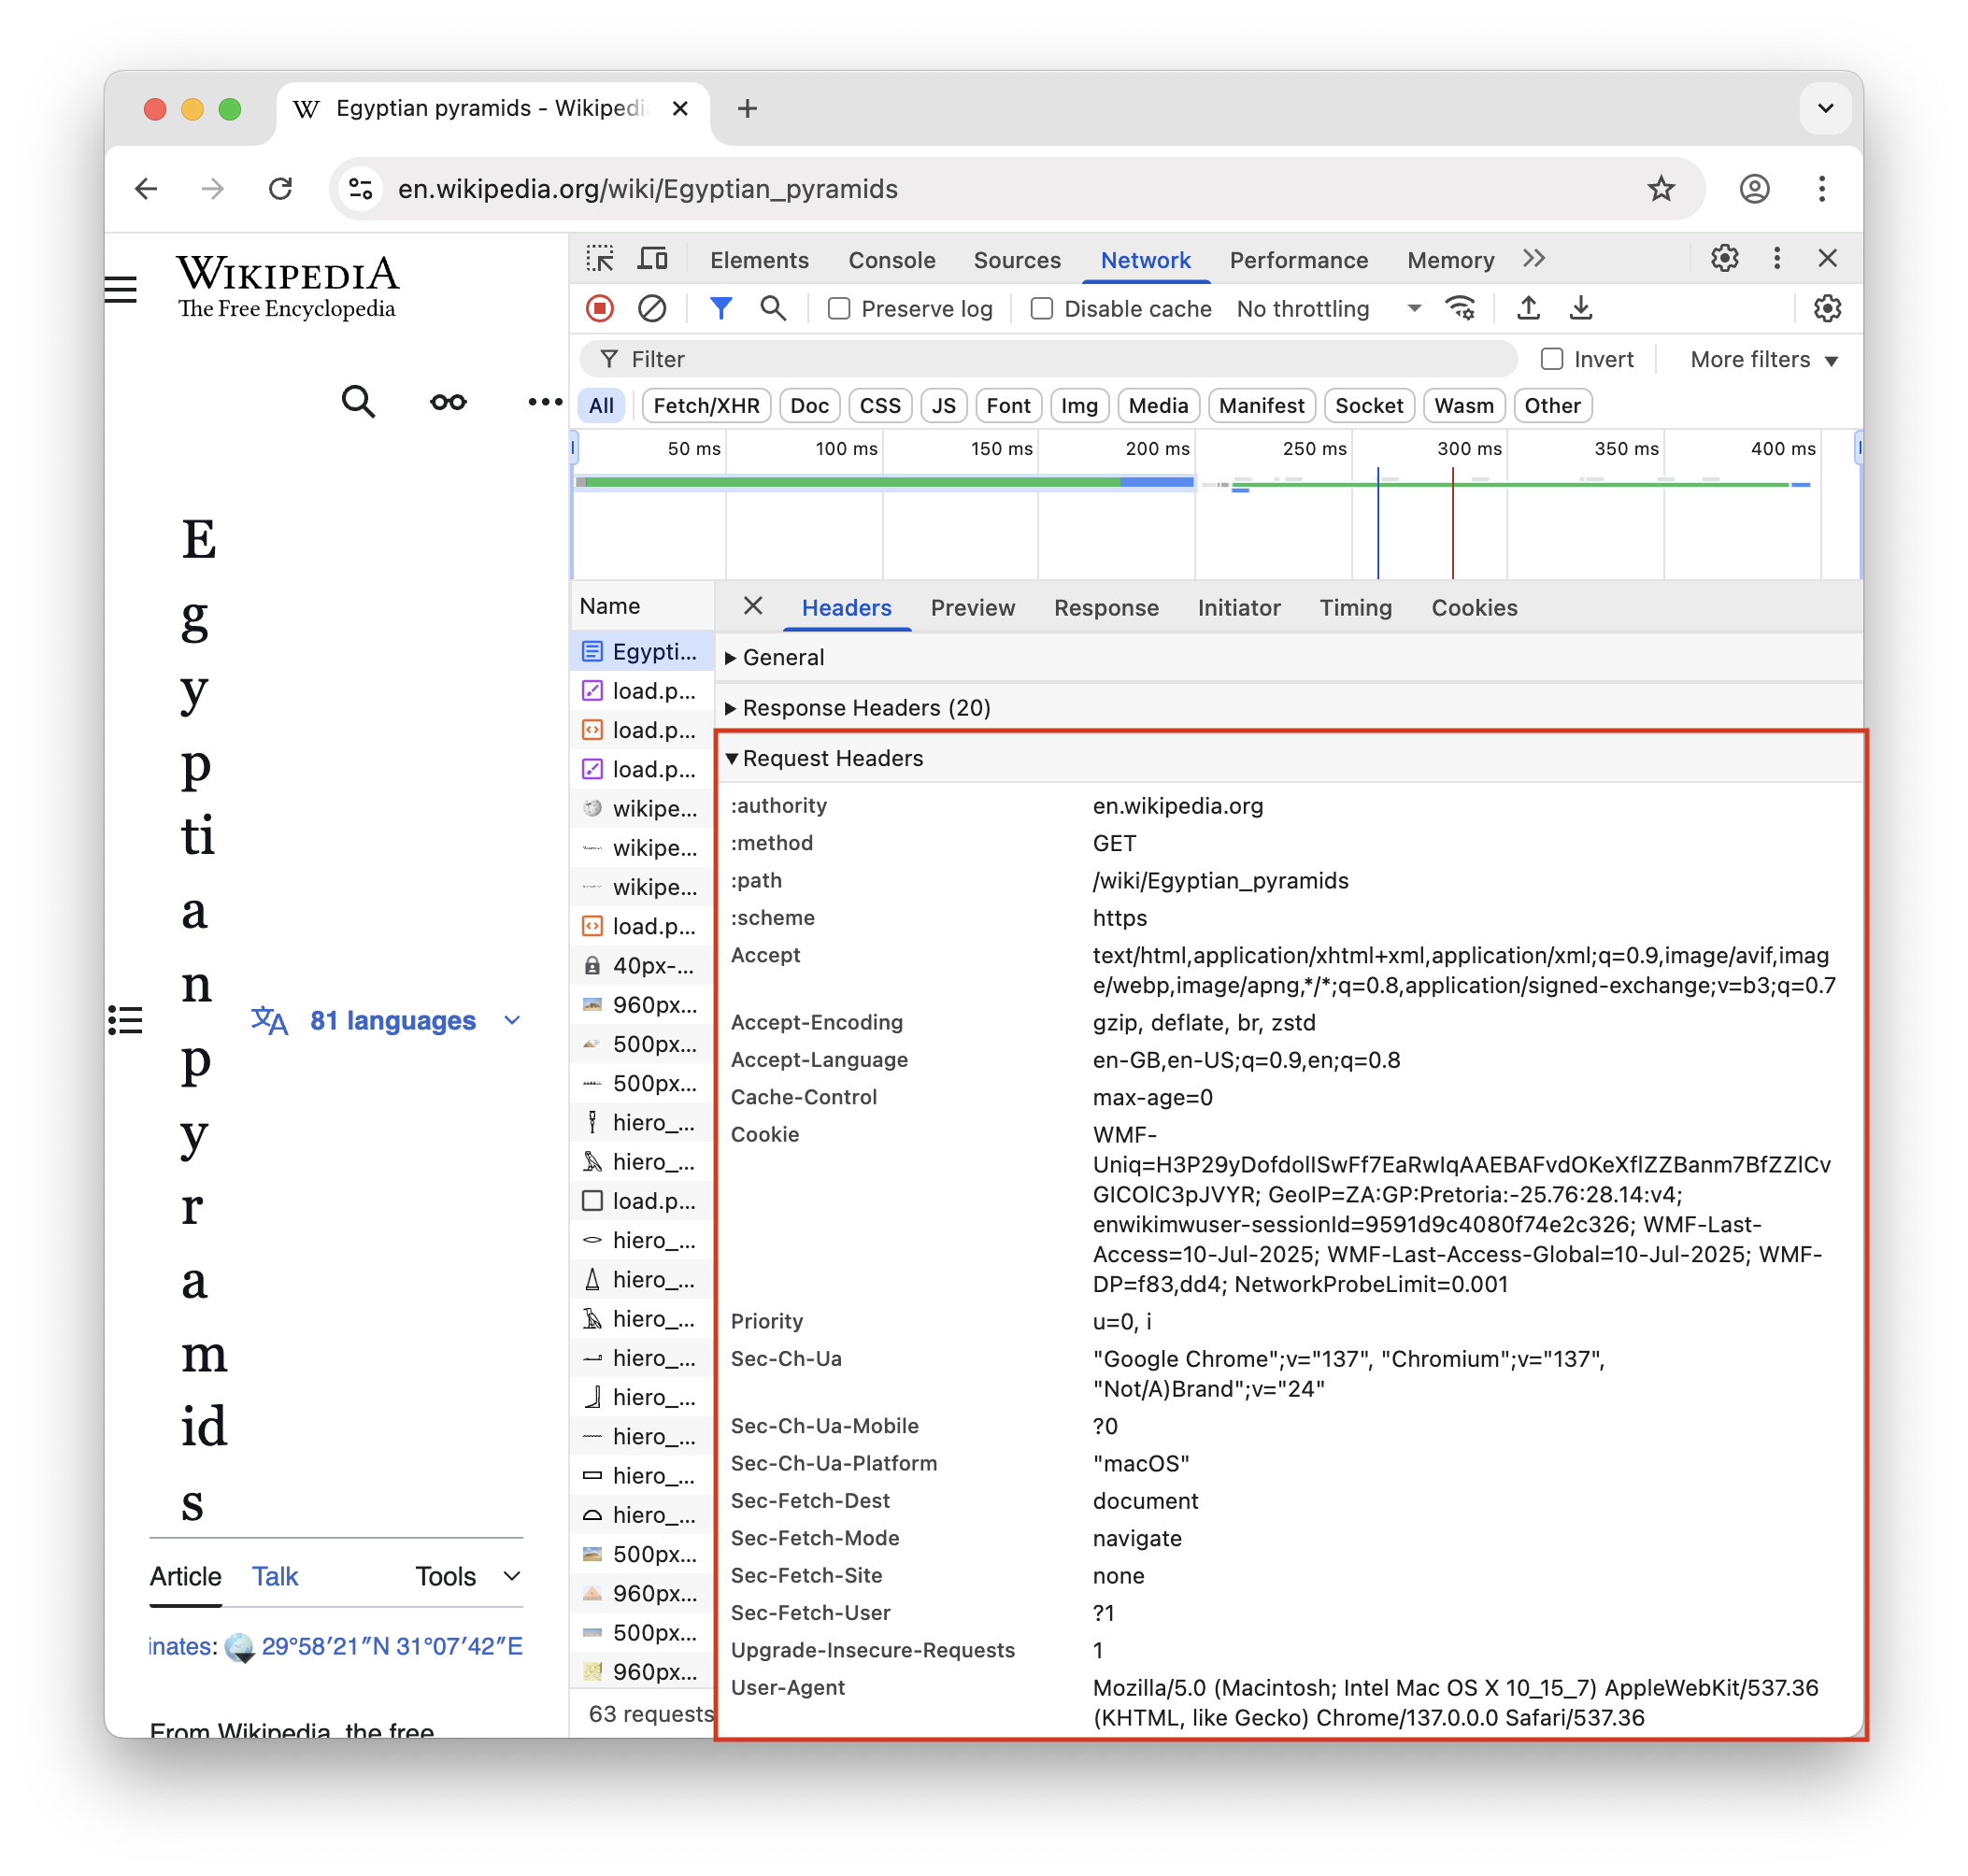 Egyptian pyramids - Wikipedi
en.wikipedia.org/wiki/Egyptian_pyramids
WIKIPEDIA
The Free Encyclopedia
E
g
y
p
ti
a
n
p
y
r
a
m
id
s
81 languages
Article Talk Tools
inates: 29°58′21″N 31°07′42″E
From Wikipedia, the free
Elements Console Sources Network Performance Memory
Preserve log Disable cache No throttling
Filter Invert More filters
All Fetch/XHR Doc CSS JS Font Img Media Manifest Socket Wasm Other
50 ms 100 ms 150 ms 200 ms 250 ms 300 ms 350 ms 400 ms
Name
Egypti...
load.p...
load.p...
load.p...
wikipe...
wikipe...
wikipe...
load.p...
40px-...
960px...
500px...
500px...
hiero_...
hiero_...
load.p...
hiero_...
hiero_...
hiero_...
hiero_...
hiero_...
hiero_...
hiero_...
hiero_...
500px...
960px...
500px...
960px...
63 requests
Headers Preview Response Initiator Timing Cookies
General
Response Headers (20)
Request Headers
:authority en.wikipedia.org
:method GET
:path /wiki/Egyptian_pyramids
:scheme https
Accept text/html,application/xhtml+xml,application/xml;q=0.9,image/avif,imag
e/webp,image/apng,*/*;q=0.8,application/signed-exchange;v=b3;q=0.7
Accept-Encoding gzip, deflate, br, zstd
Accept-Language en-GB,en-US;q=0.9,en;q=0.8
Cache-Control max-age=0
Cookie WMF-
Uniq=H3P29yDofdolISwFf7EaRwIqAAEBAFvdOKeXflZZBanm7BfZZlCv
GICOlC3pJVYR; GeoIP=ZA:GP:Pretoria:-25.76:28.14:v4;
enwikimwuser-sessionId=9591d9c4080f74e2c326; WMF-Last-
Access=10-Jul-2025; WMF-Last-Access-Global=10-Jul-2025; WMF-
DP=f83,dd4; NetworkProbeLimit=0.001
Priority u=0, i
Sec-Ch-Ua "Google Chrome";v="137", "Chromium";v="137",
"Not/A)Brand";v="24"
Sec-Ch-Ua-Mobile ?0
Sec-Ch-Ua-Platform "macOS"
Sec-Fetch-Dest document
Sec-Fetch-Mode navigate
Sec-Fetch-Site none
Sec-Fetch-User ?1
Upgrade-Insecure-Requests 1
User-Agent Mozilla/5.0 (Macintosh; Intel Mac OS X 10_15_7) AppleWebKit/537.36
(KHTML, like Gecko) Chrome/137.0.0.0 Safari/537.36